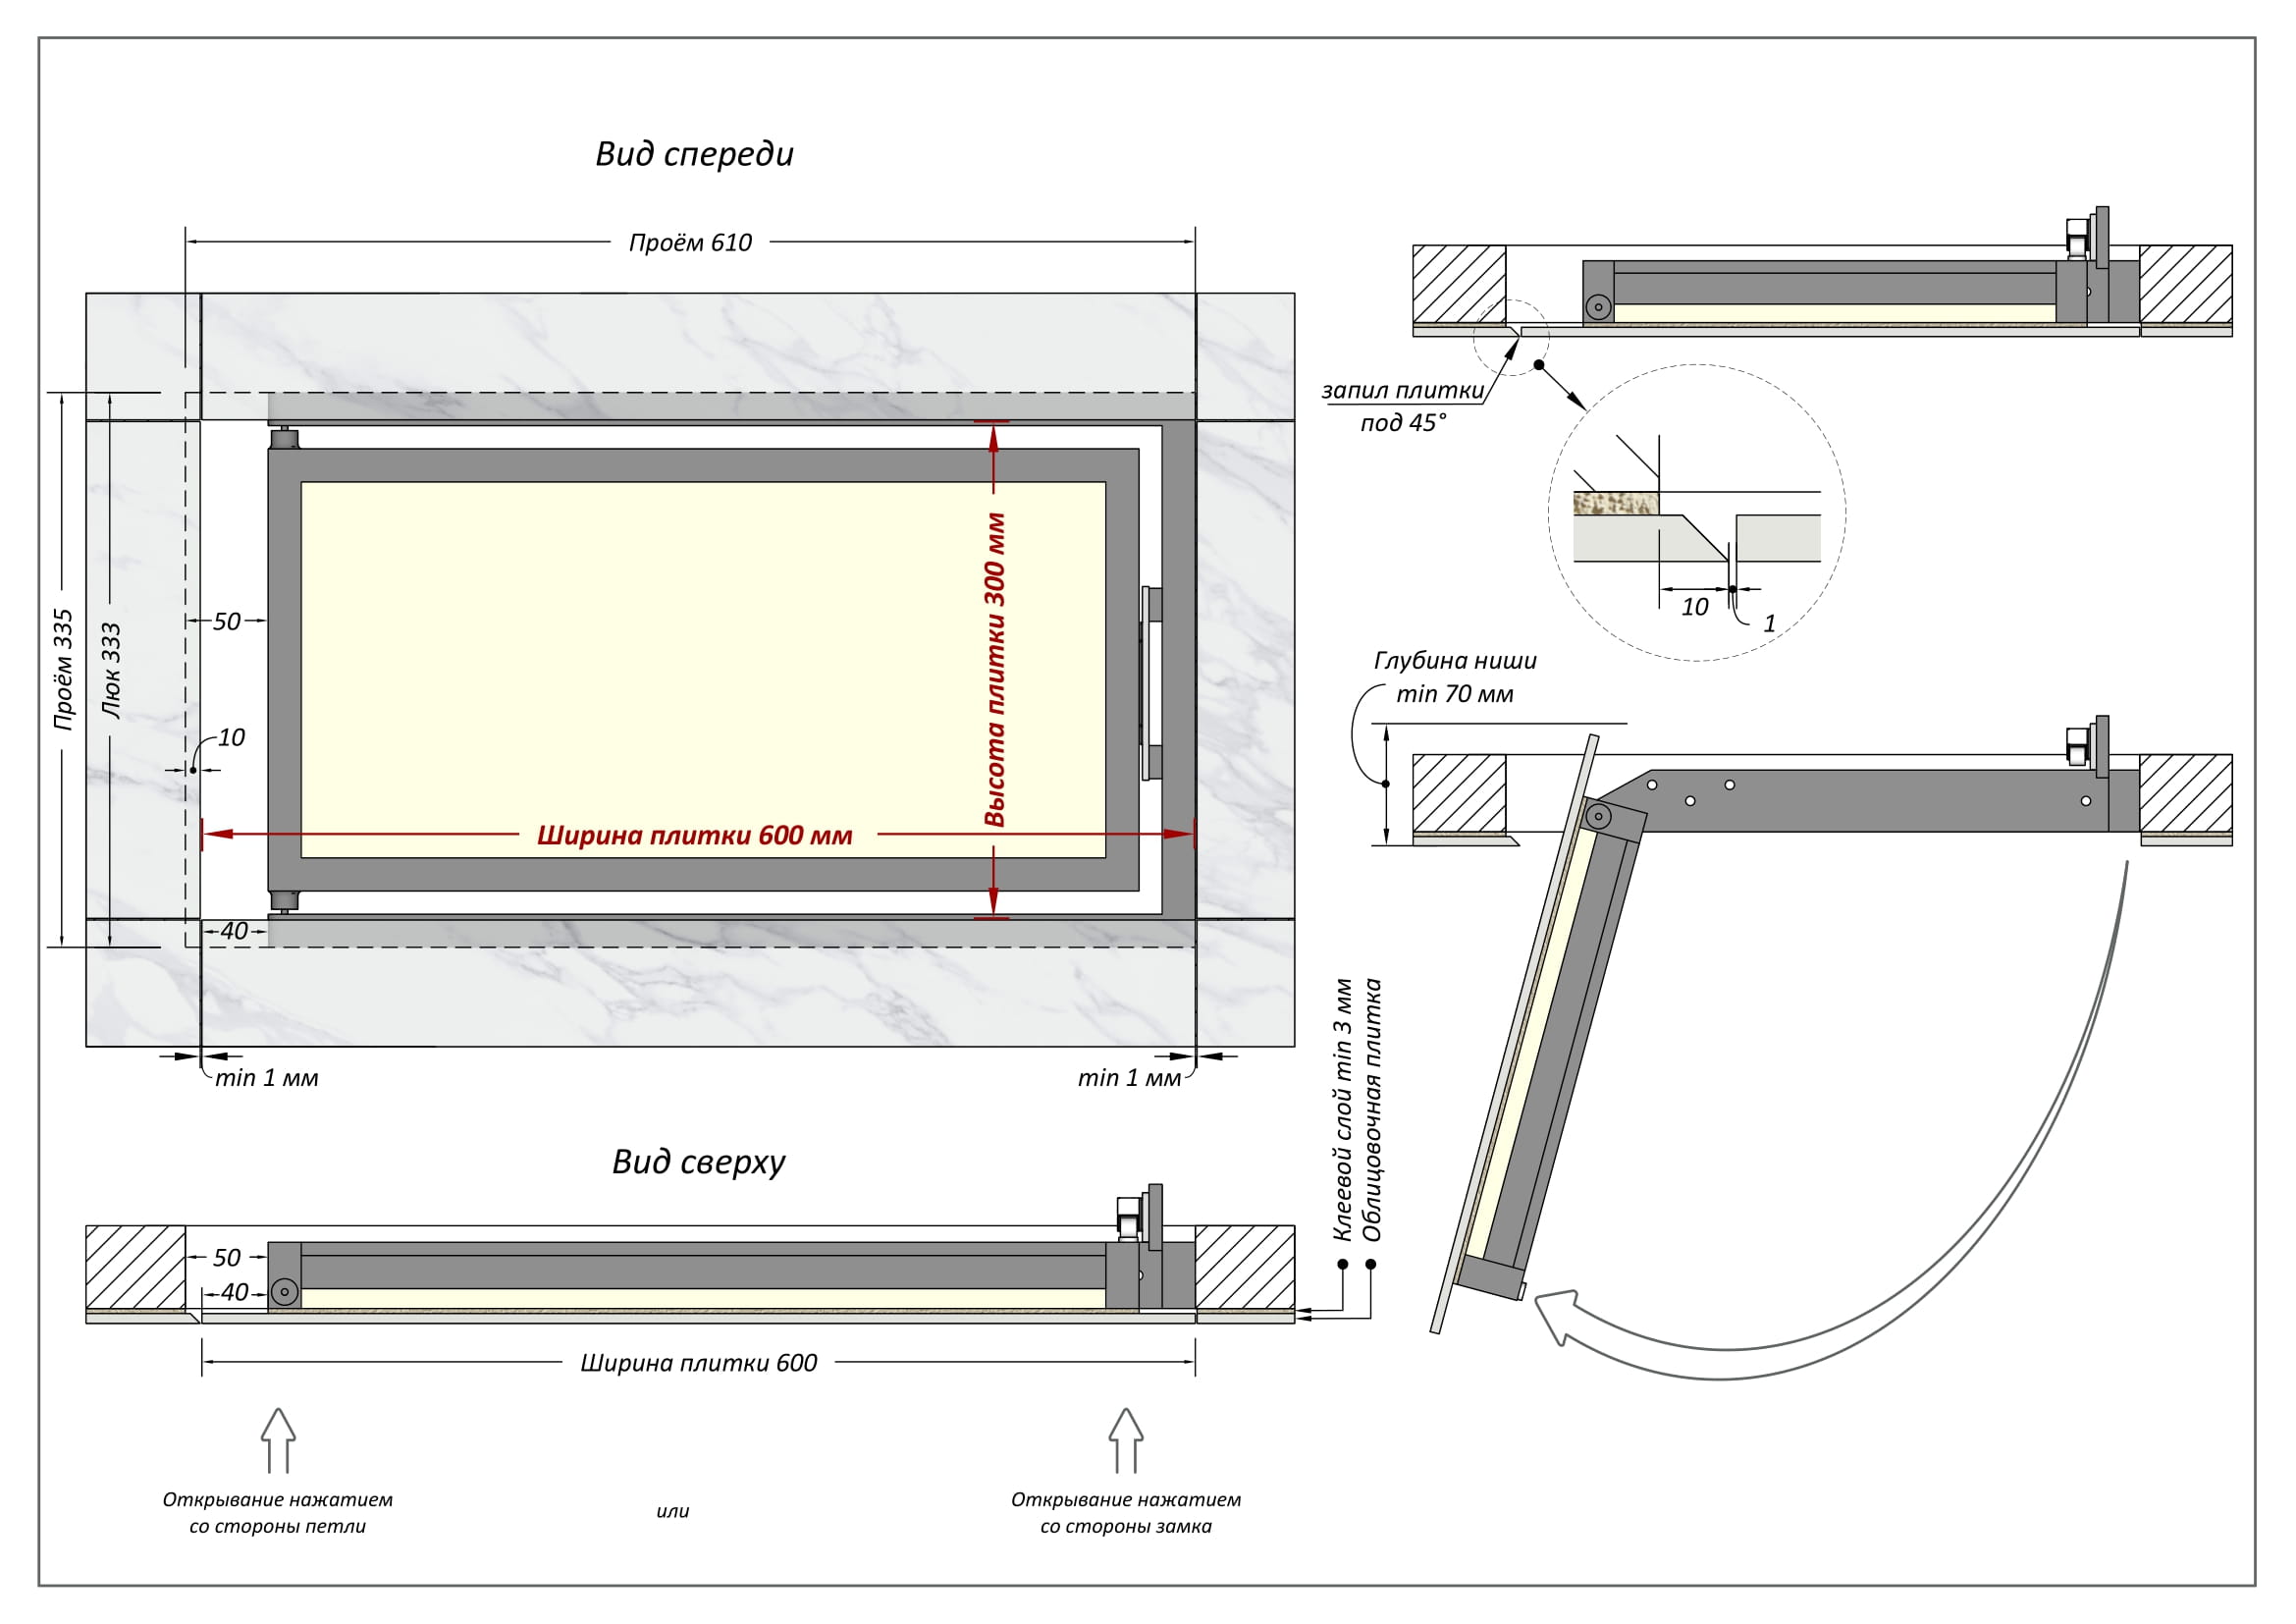 Вид спереди
Проём 610
Проём 335
Люк 333
50
10
40
Высота плитки 300 мм
Ширина плитки 600 мм
min 1 мм
min 1 мм
Вид сверху
50
40
Ширина плитки 600
Клеевой слой min 3 мм
Облицовочная плитка
Открывание нажатием
со стороны петли
или
Открывание нажатием
со стороны замка
запил плитки
под 45°
10
1
Глубина ниши
min 70 мм